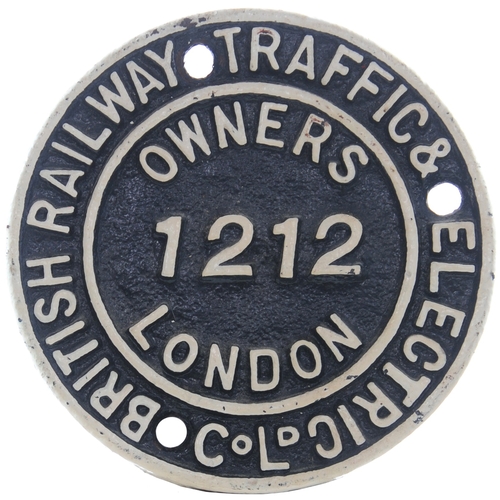 BRITISH RAILWAY TRAFFIC & ELECTRIC Co Ld
OWNERS
1212
LONDON